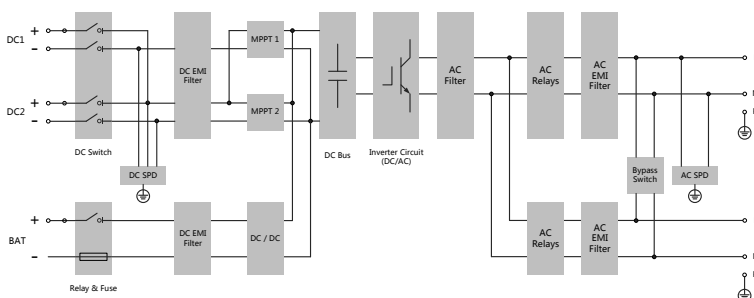 DC1
+
-
DC Switch
DC SPD
DC EMI
Filter
MPPT 1
MPPT 2
DC Bus
Inverter Circuit
(DC/AC)
AC
Filter
AC
Relays
AC
EMI
Filter
DC2
+
-
Bypass
Switch
AC SPD
BAT
+
-
Relay & Fuse
DC EMI
Filter
DC / DC
AC
Relays
AC
EMI
Filter